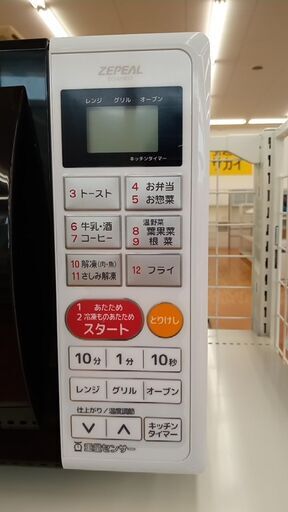 ZEPEAL
レンジ グリル オーブン
キッチンタイマー
3 トースト
4 お弁当
5 お惣菜
6 牛乳・酒
7 コーヒー
温野菜
8 葉果菜
9 根菜
10 解凍(肉・魚)
11 さしみ解凍
12 フライ
1 あたため
2 冷凍ものあたため
スタート
とりけし
10分 1分 10秒
レンジ グリル オーブン
仕上がり/温度調節
キッチン
タイマー
重量センサー
サカイ